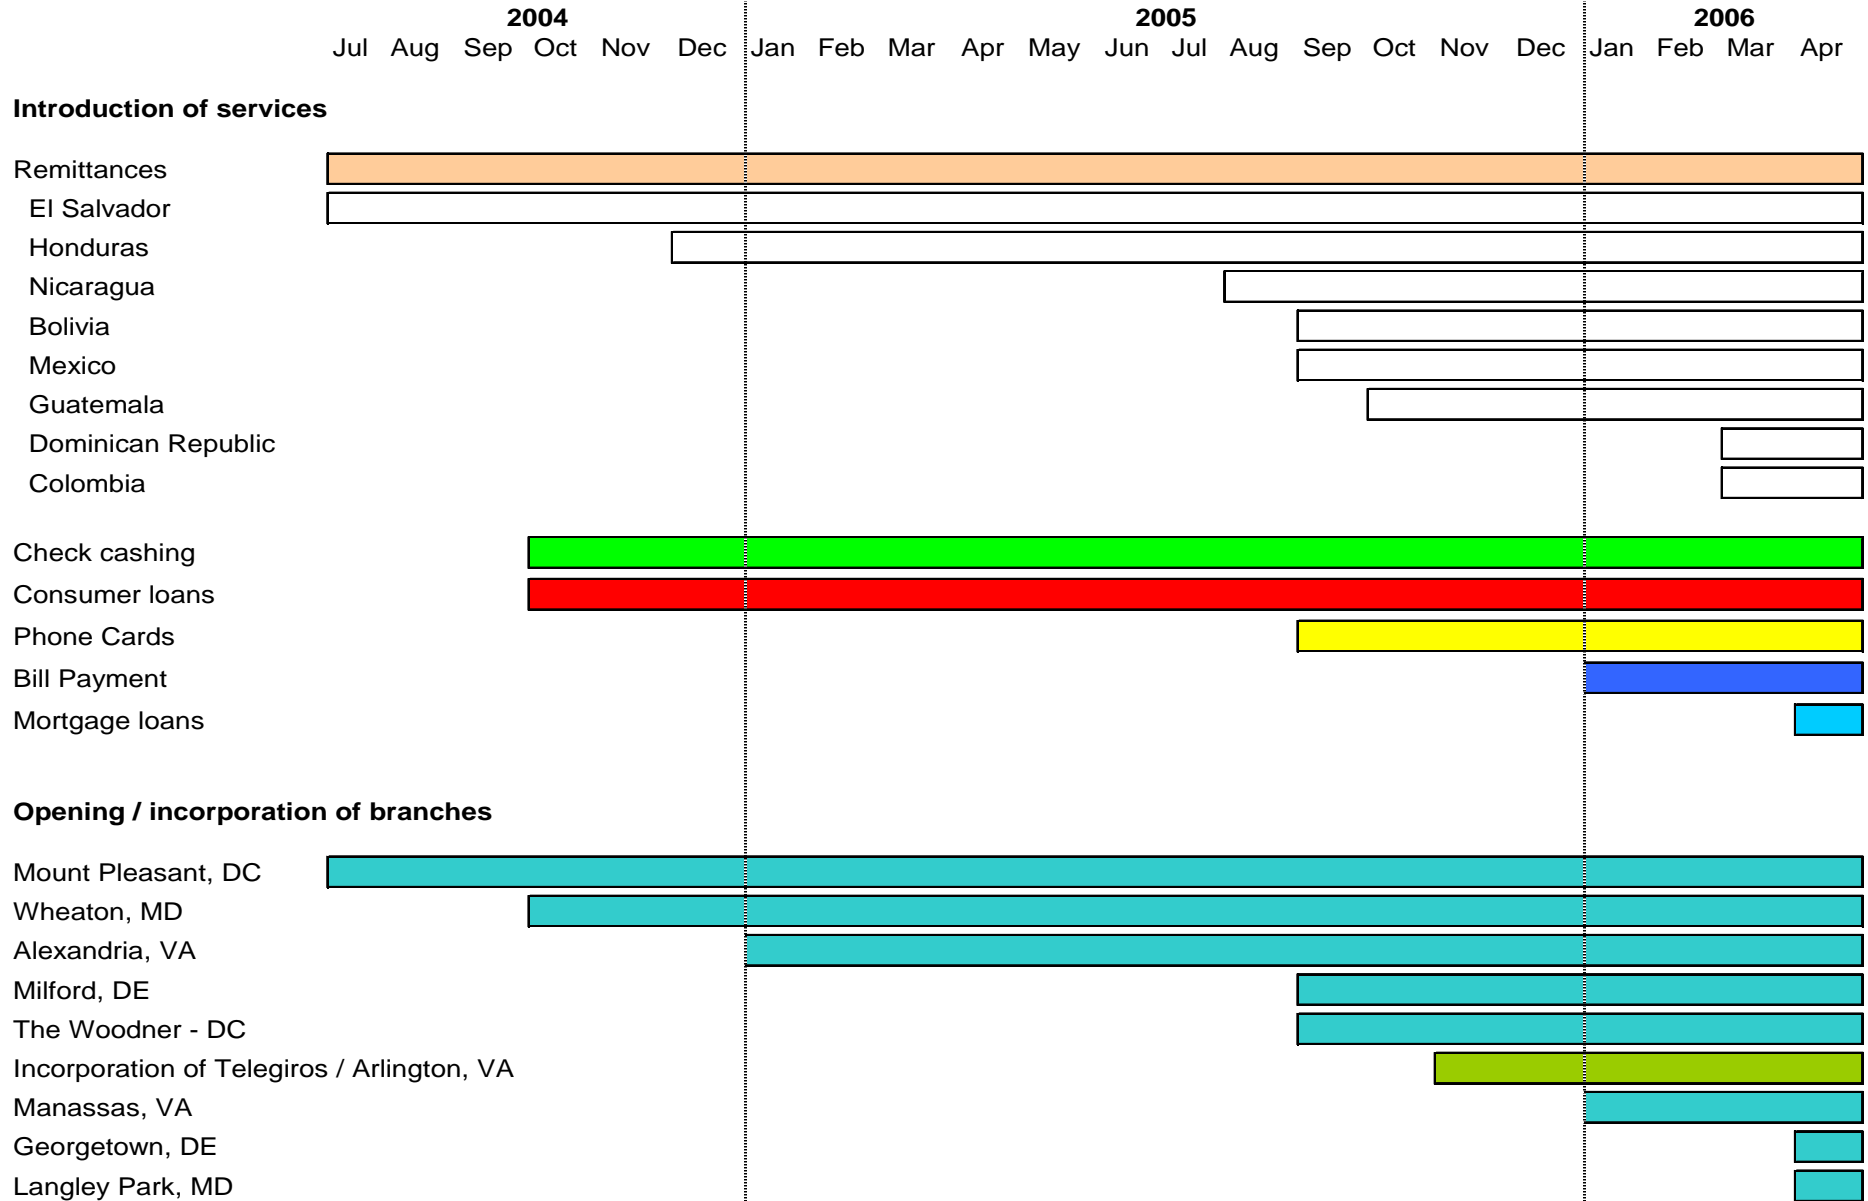 2004 2005 2006
Jul Aug Sep Oct Nov Dec Jan Feb Mar Apr May Jun Jul Aug Sep Oct Nov Dec Jan Feb Mar Apr
Introduction of services
Remittances
El Salvador
Honduras
Nicaragua
Bolivia
Mexico
Guatemala
Dominican Republic
Colombia
Check cashing
Consumer loans
Phone Cards
Bill Payment
Mortgage loans
Opening / incorporation of branches
Mount Pleasant, DC
Wheaton, MD
Alexandria, VA
Milford, DE
The Woodner - DC
Incorporation of Telegiros / Arlington, VA
Manassas, VA
Georgetown, DE
Langley Park, MD